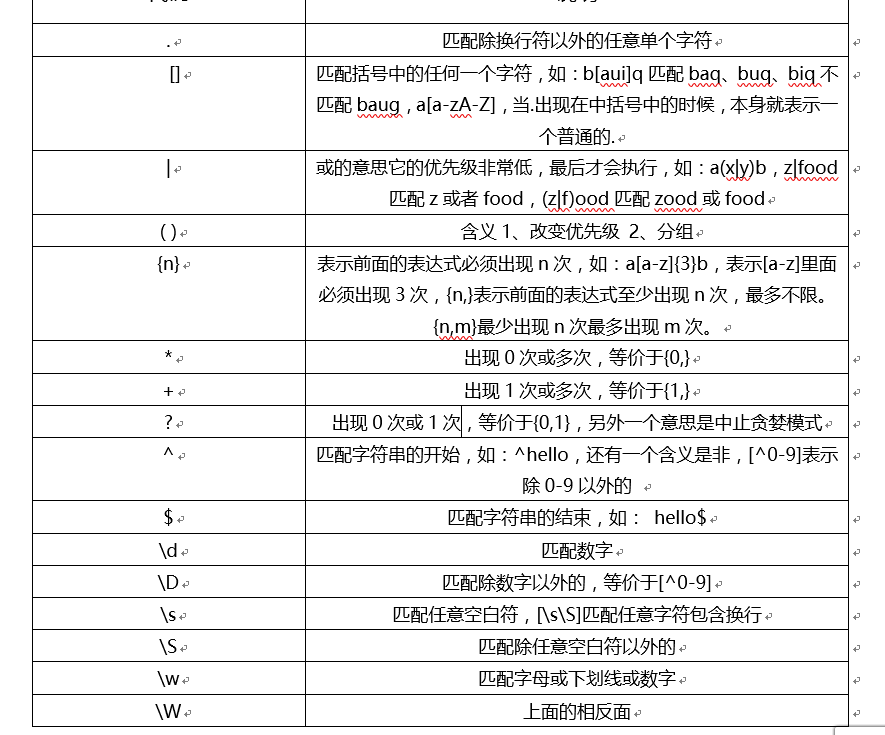 . 匹配除换行符以外的任意单个字符
[] 匹配括号中的任何一个字符，如：b[aui]q 匹配 baq、buq、biq 不
匹配 baug，a[a-zA-Z]，当.出现在中括号中的时候，本身就表示一
个普通的.
| 或的意思它的优先级非常低，最后才会执行，如：a(x|y)b，z|food
匹配 z 或者 food，(z|f)ood 匹配 zood 或 food
( ) 含义 1、改变优先级 2、分组
{n} 表示前面的表达式必须出现 n 次，如：a[a-z]{3}b，表示[a-z]里面
必须出现 3 次，{n,}表示前面的表达式至少出现 n 次，最多不限。
{n,m}最少出现 n 次最多出现 m 次。
* 出现 0 次或多次，等价于{0,}
+ 出现 1 次或多次，等价于{1,}
? 出现 0 次或 1 次，等价于{0,1}，另外一个意思是中止贪婪模式
^ 匹配字符串的开始，如：^hello，还有一个含义是非，[^0-9]表示
除 0-9 以外的
$ 匹配字符串的结束，如： hello$
\d 匹配数字
\D 匹配除数字以外的，等价于[^0-9]
\s 匹配任意空白符，[\s\S]匹配任意字符包含换行
\S 匹配除任意空白符以外的
\w 匹配字母或下划线或数字
\W 上面的相反面